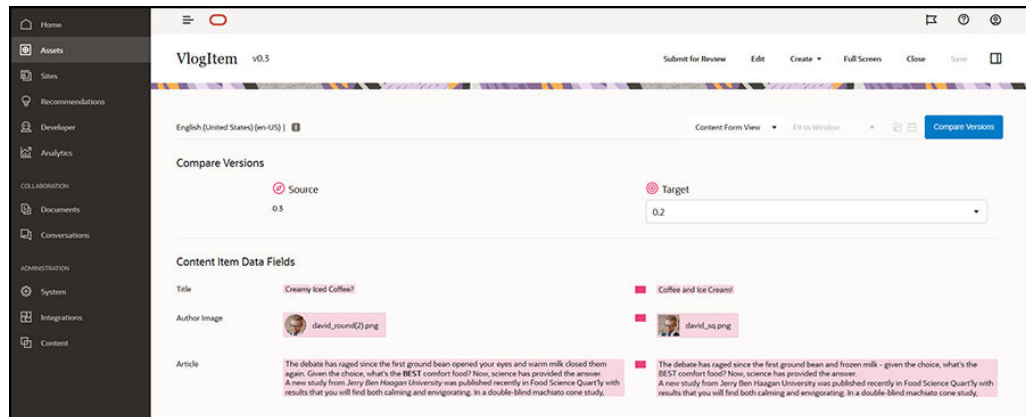 Home
Assets
Sites
Recommendations
Developer
Analytics
COLLABORATION
Documents
Conversations
ADMINISTRATION
System
Integrations
Content
VlogItem v0.3
Submit for Review Edit Create Full Screen Close Save
English (United States) (en-US) |
Content Form View Fit to Window Compare Versions
Compare Versions
Source
0.3
Target
0.2
Content Item Data Fields
Title Creamy Iced Coffee? Coffee and Ice Cream!
Author Image david_round(2).png david_sq.png
Article
The debate has raged since the first ground bean opened your eyes and warm milk closed them
again. Given the choice, what's the BEST comfort food? Now, science has provided the answer.
A new study from Jerry Ben Haagan University was published recently in Food Science Quart'ly with
results that you will find both calming and envigorating. In a double-blind machiato cone study,
The debate has raged since the first ground bean and frozen milk - given the choice, what's the
BEST comfort food? Now, science has provided the answer.
A new study from Jerry Ben Haagan University was published recently in Food Science Quart'ly with
results that you will find both calming and envigorating. In a double-blind machiato cone study,